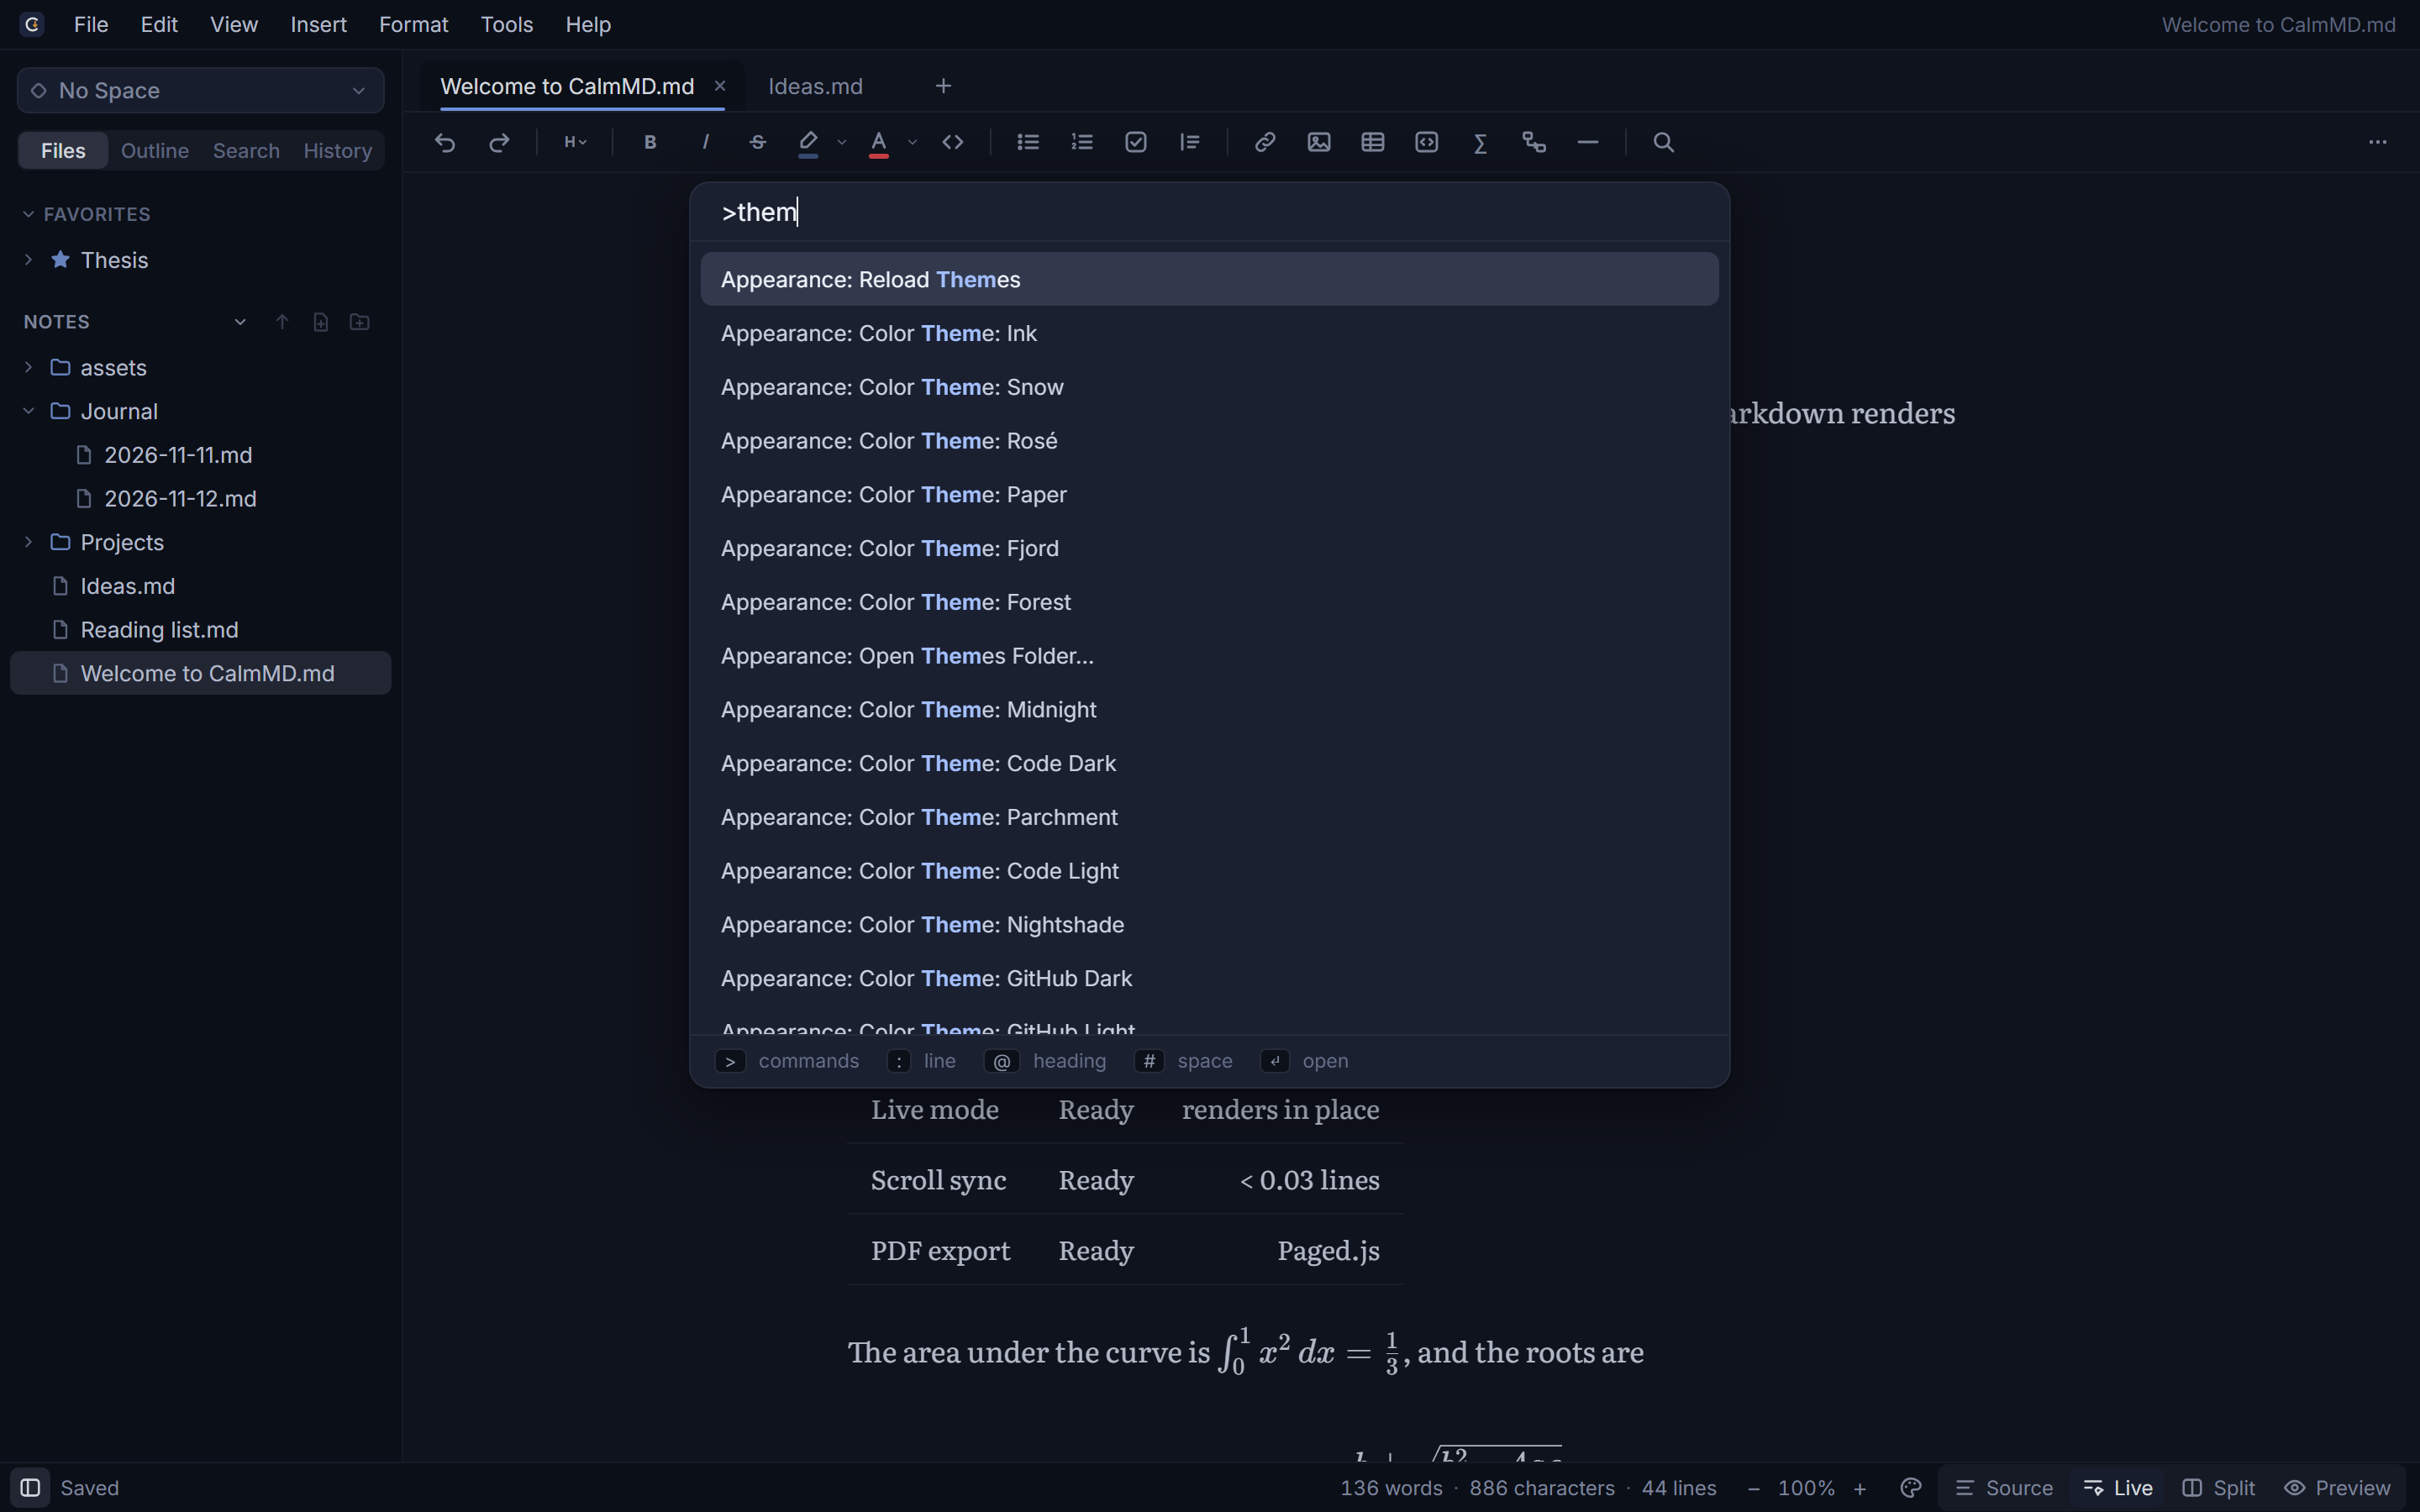 File Edit View Insert Format Tools Help Welcome to CalmMD.md
No Space
Files Outline Search History
FAVORITES
Thesis
NOTES
assets
Journal
2026-11-11.md
2026-11-12.md
Projects
Ideas.md
Reading list.md
Welcome to CalmMD.md
Welcome to CalmMD.md × Ideas.md +
H B I S A
>them
Appearance: Reload Themes
Appearance: Color Theme: Ink
Appearance: Color Theme: Snow
Appearance: Color Theme: Rosé
Appearance: Color Theme: Paper
Appearance: Color Theme: Fjord
Appearance: Color Theme: Forest
Appearance: Open Themes Folder...
Appearance: Color Theme: Midnight
Appearance: Color Theme: Code Dark
Appearance: Color Theme: Parchment
Appearance: Color Theme: Code Light
Appearance: Color Theme: Nightshade
Appearance: Color Theme: GitHub Dark
Appearance: Color Theme: GitHub Light
> commands : line @ heading # space ↵ open
arkdown renders
Live mode Ready renders in place
Scroll sync Ready < 0.03 lines
PDF export Ready Paged.js
The area under the curve is ∫₀¹ x² dx = 1/3, and the roots are
Saved
136 words · 886 characters · 44 lines − 100% + Source Live Split Preview